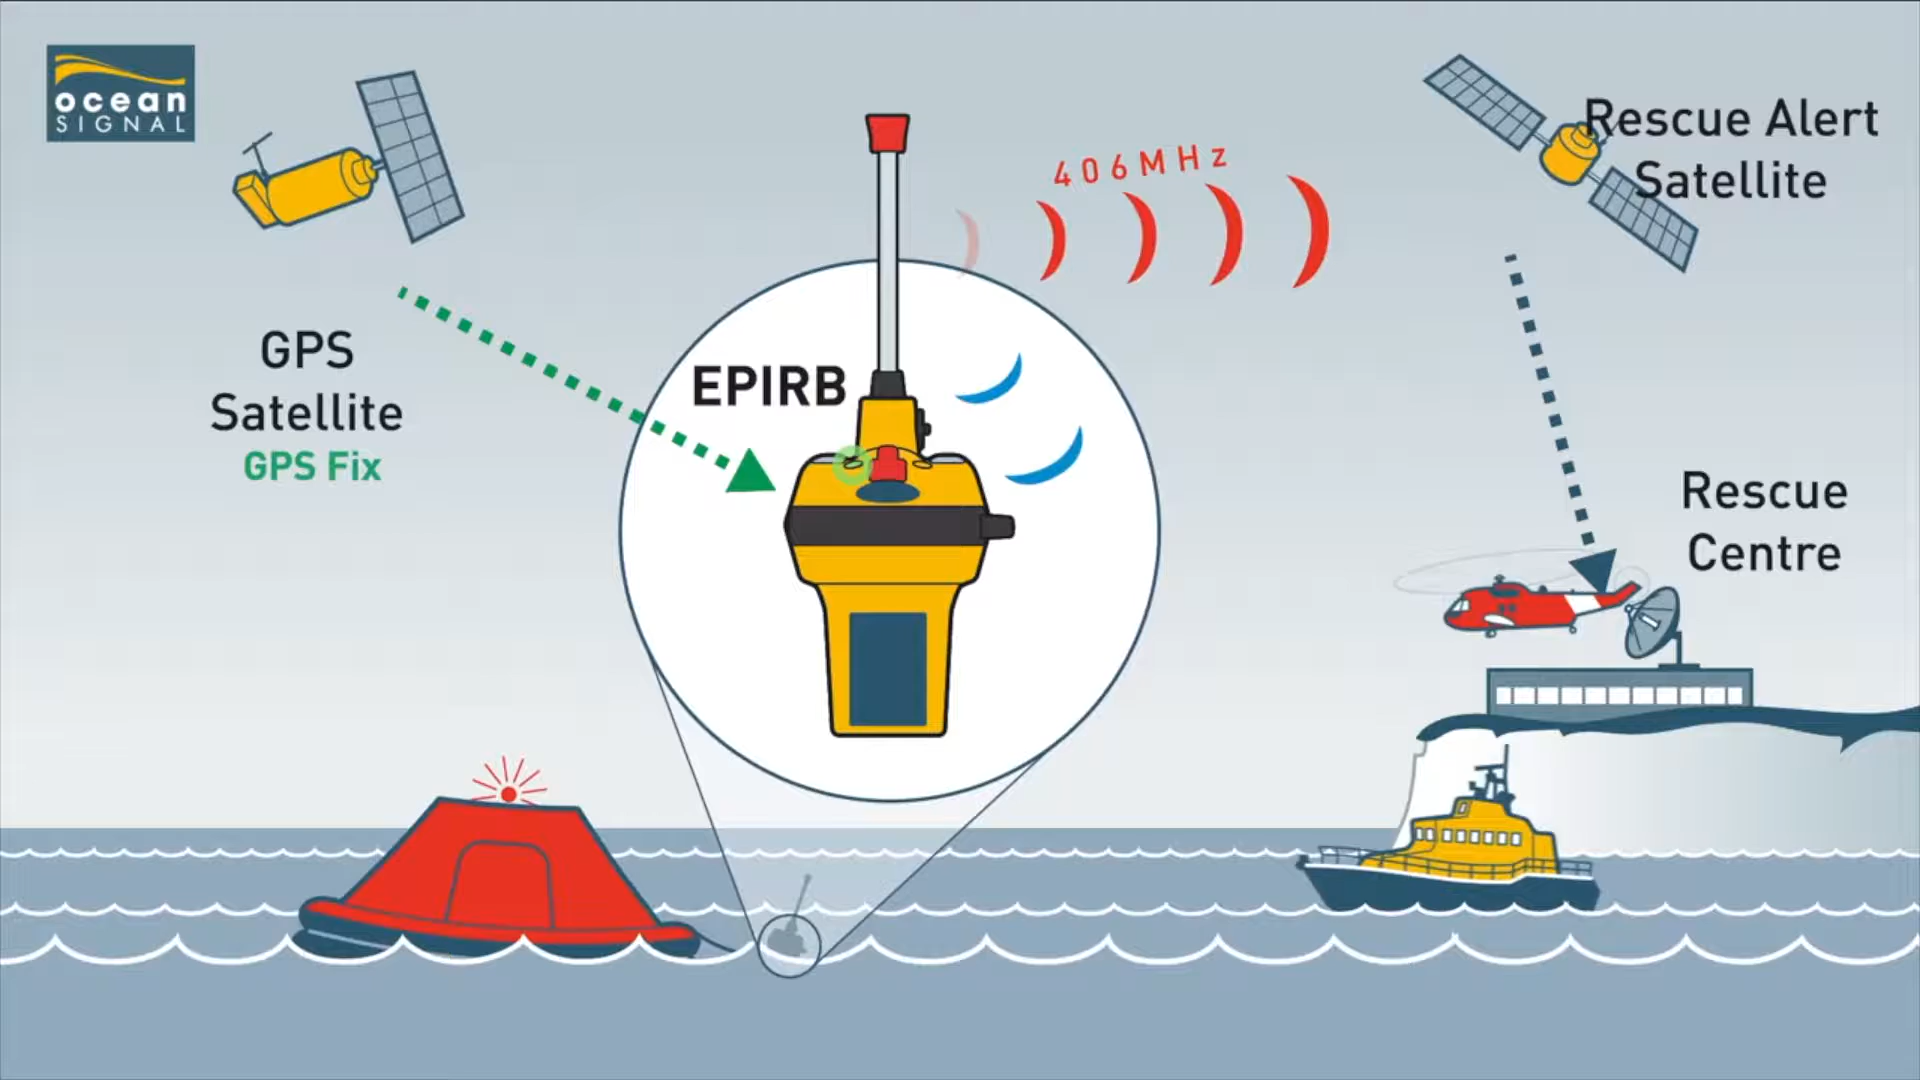 ocean
SIGNAL
406MHz
Rescue Alert
Satellite
GPS
Satellite
GPS Fix
EPIRB
Rescue
Centre